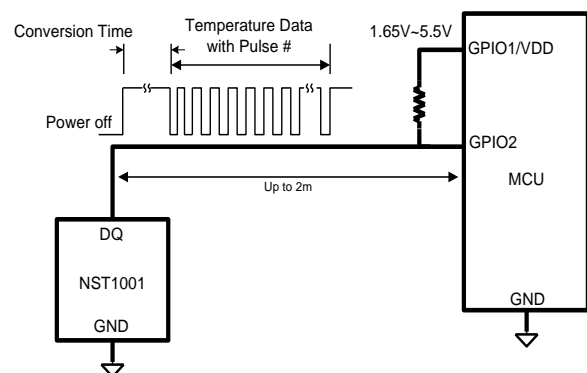 Conversion Time
Temperature Data
with Pulse #
1.65V~5.5V
GPIO1/VDD
Power off
GPIO2
MCU
Up to 2m
DQ
NST1001
GND
GND